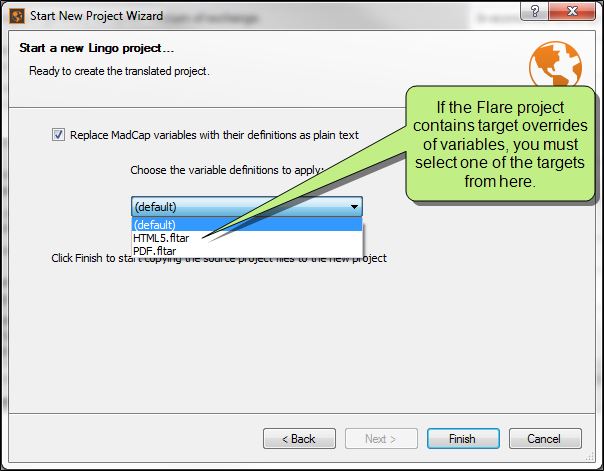 Start New Project Wizard
Start a new Lingo project...
Ready to create the translated project.
If the Flare project
contains target overrides
of variables, you must
select one of the targets
from here.
Replace MadCap variables with their definitions as plain text
Choose the variable definitions to apply:
(default)
(default)
HTML5.fltar
PDF.fltar
Click Finish to start copying the source project files to the new project
< Back
Next >
Finish
Cancel